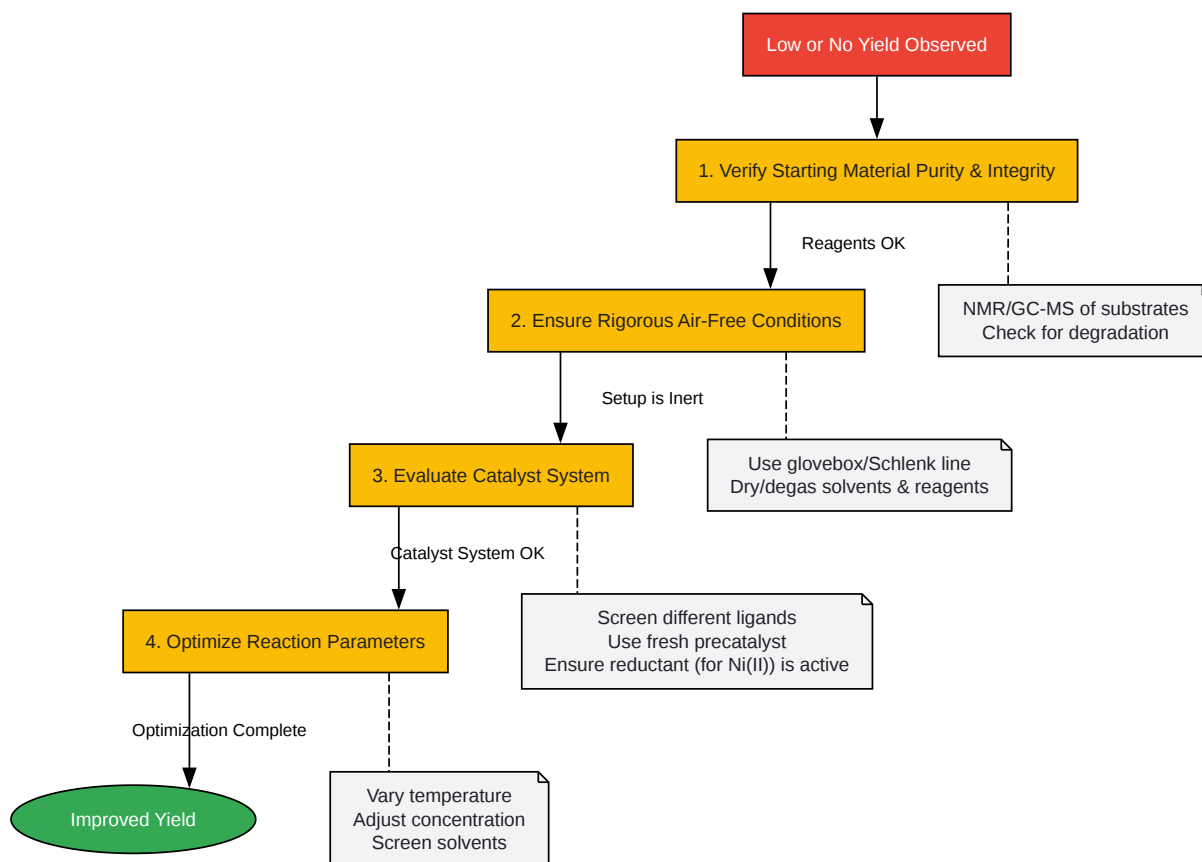 Low or No Yield Observed
1. Verify Starting Material Purity & Integrity
Reagents OK
NMR/GC-MS of substrates
Check for degradation
2. Ensure Rigorous Air-Free Conditions
Setup is Inert
Use glovebox/Schlenk line
Dry/degas solvents & reagents
3. Evaluate Catalyst System
Catalyst System OK
Screen different ligands
Use fresh precatalyst
Ensure reductant (for Ni(II)) is active
4. Optimize Reaction Parameters
Optimization Complete
Vary temperature
Adjust concentration
Screen solvents
Improved Yield